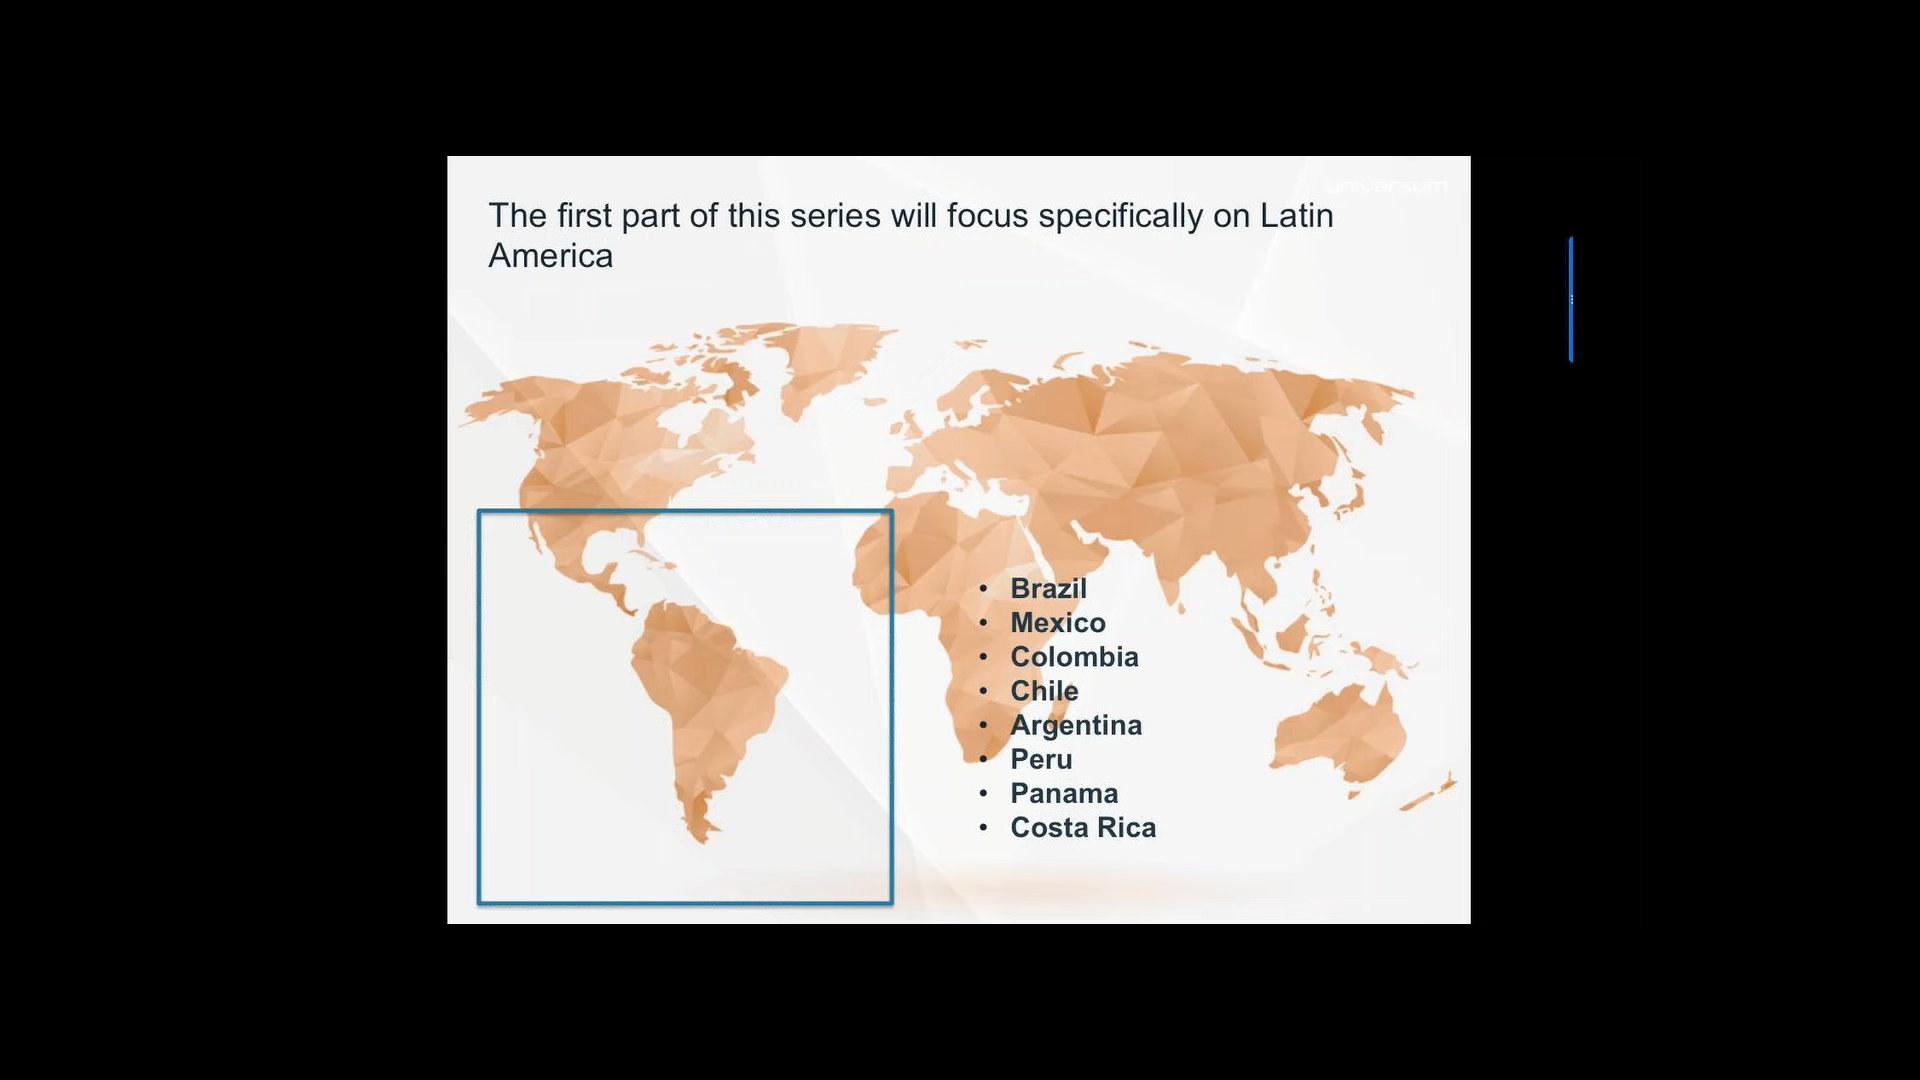 universum
The first part of this series will focus specifically on Latin
America
• Brazil
• Mexico
• Colombia
• Chile
• Argentina
• Peru
• Panama
• Costa Rica